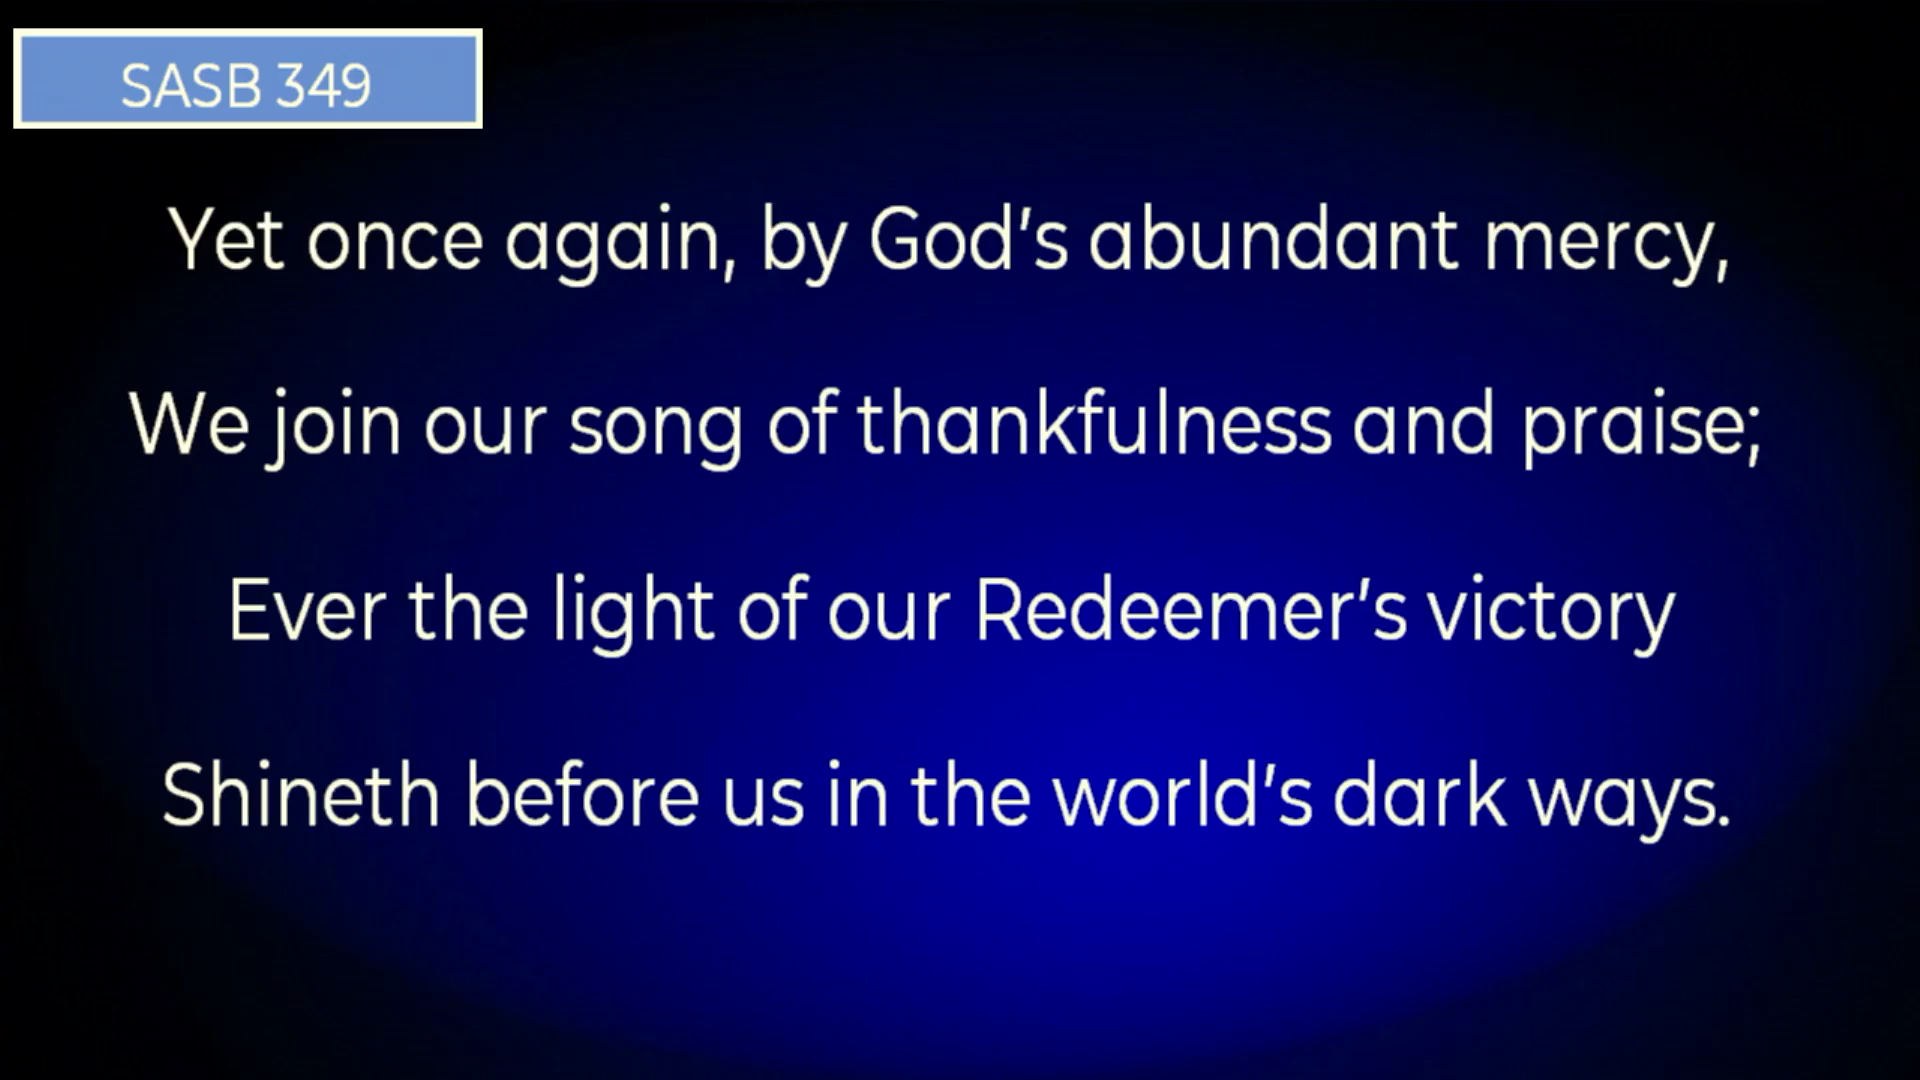 SASB 349
Yet once again, by God's abundant mercy,
We join our song of thankfulness and praise;
Ever the light of our Redeemer's victory
Shineth before us in the world's dark ways.